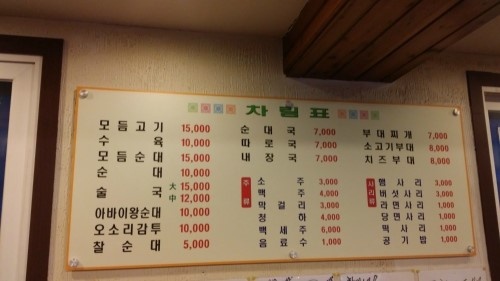 차림표
모듬고기 15,000
수육 10,000
모듬순대 15,000
순대 10,000
술국 大 15,000
中 12,000
아바이왕순대 10,000
오소리감투 10,000
찰순대 5,000
순대국 7,000
따로국 7,000
내장국 7,000
주류
소주 3,000
맥주 3,000
막걸리 3,000
청하 4,000
백세주 6,000
음료수 1,000
부대찌개 7,000
소고기부대 8,000
치즈부대 8,000
사리류
햄사리 3,000
버섯사리 3,000
라면사리 1,000
당면사리 1,000
떡사리 1,000
공기밥 1,000